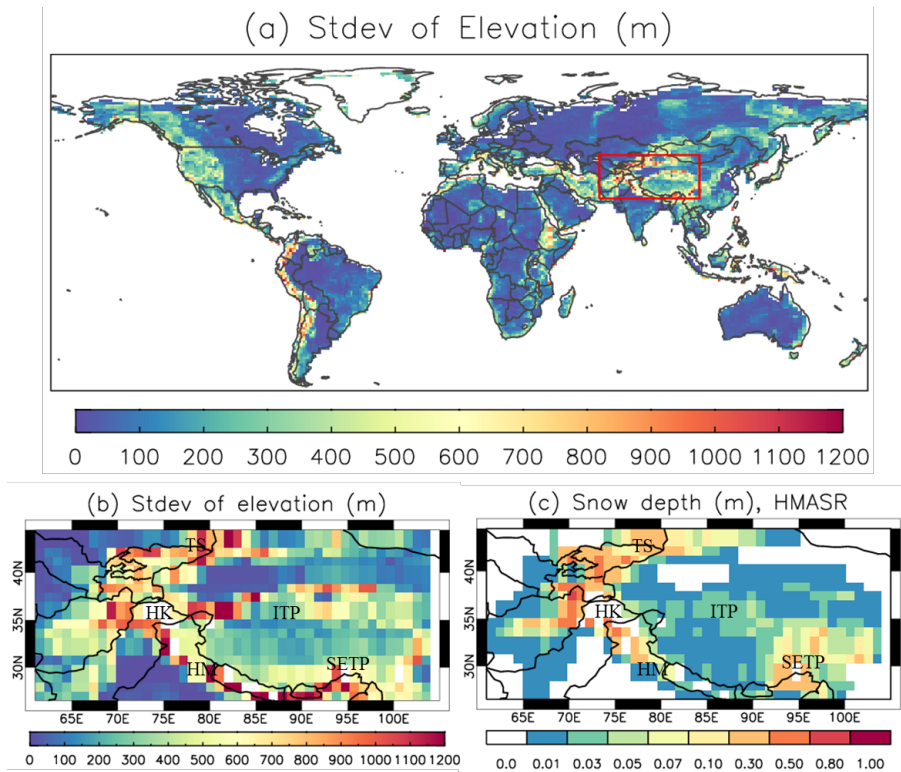 (a) Stdev of Elevation (m)
0 100 200 300 400 500 600 700 800 900 1000 1100 1200
(b) Stdev of elevation (m)
TS
HK
ITP
HM
SETP
40N
35N
30N
65E 70E 75E 80E 85E 90E 95E 100E
0 100 200 300 400 500 600 700 800 900 1000 1100 1200
(c) Snow depth (m), HMASR
TS
HK
ITP
HM
SETP
40N
35N
30N
65E 70E 75E 80E 85E 90E 95E 100E
0.0 0.01 0.03 0.05 0.07 0.10 0.30 0.50 0.80 1.00